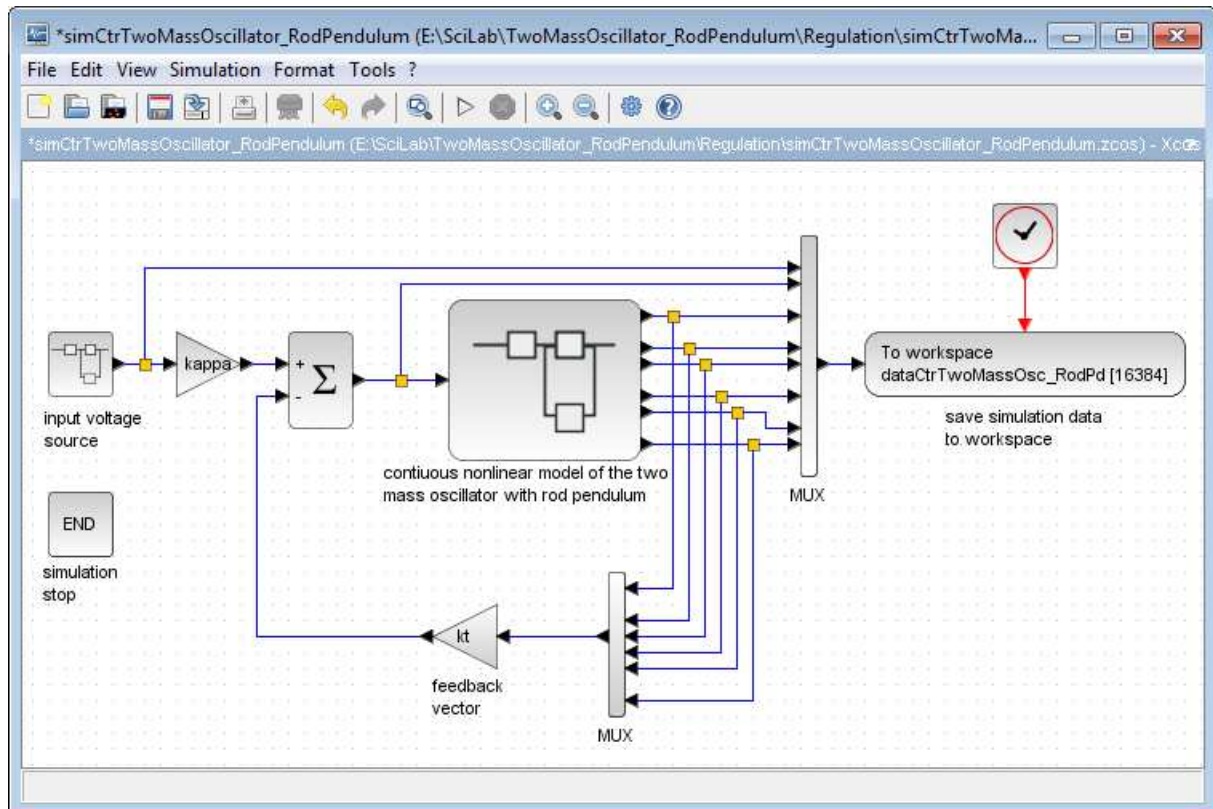 *simCtrTwoMassOscillator_RodPendulum (E:\SciLab\TwoMassOscillator_RodPendulum\Regulation\simCtrTwoMa...
File Edit View Simulation Format Tools ?
*simCtrTwoMassOscillator_RodPendulum (E:\SciLab\TwoMassOscillator_RodPendulum\Regulation\simCtrTwoMassOscillator_RodPendulum.zcos) - Xcos
kappa
+
-
Σ
To workspace
dataCtrTwoMassOsc_RodPd [16384]
input voltage
source
save simulation data
to workspace
contiuous nonlinear model of the two
mass oscillator with rod pendulum
MUX
END
simulation
stop
kt
feedback
vector
MUX